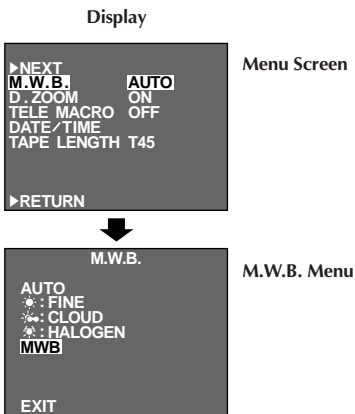 Display
▶NEXT
M.W.B. AUTO
D.ZOOM ON
TELE MACRO OFF
DATE/TIME
TAPE LENGTH T45
▶RETURN
Menu Screen
M.W.B.
AUTO
: FINE
: CLOUD
: HALOGEN
MWB
EXIT
M.W.B. Menu